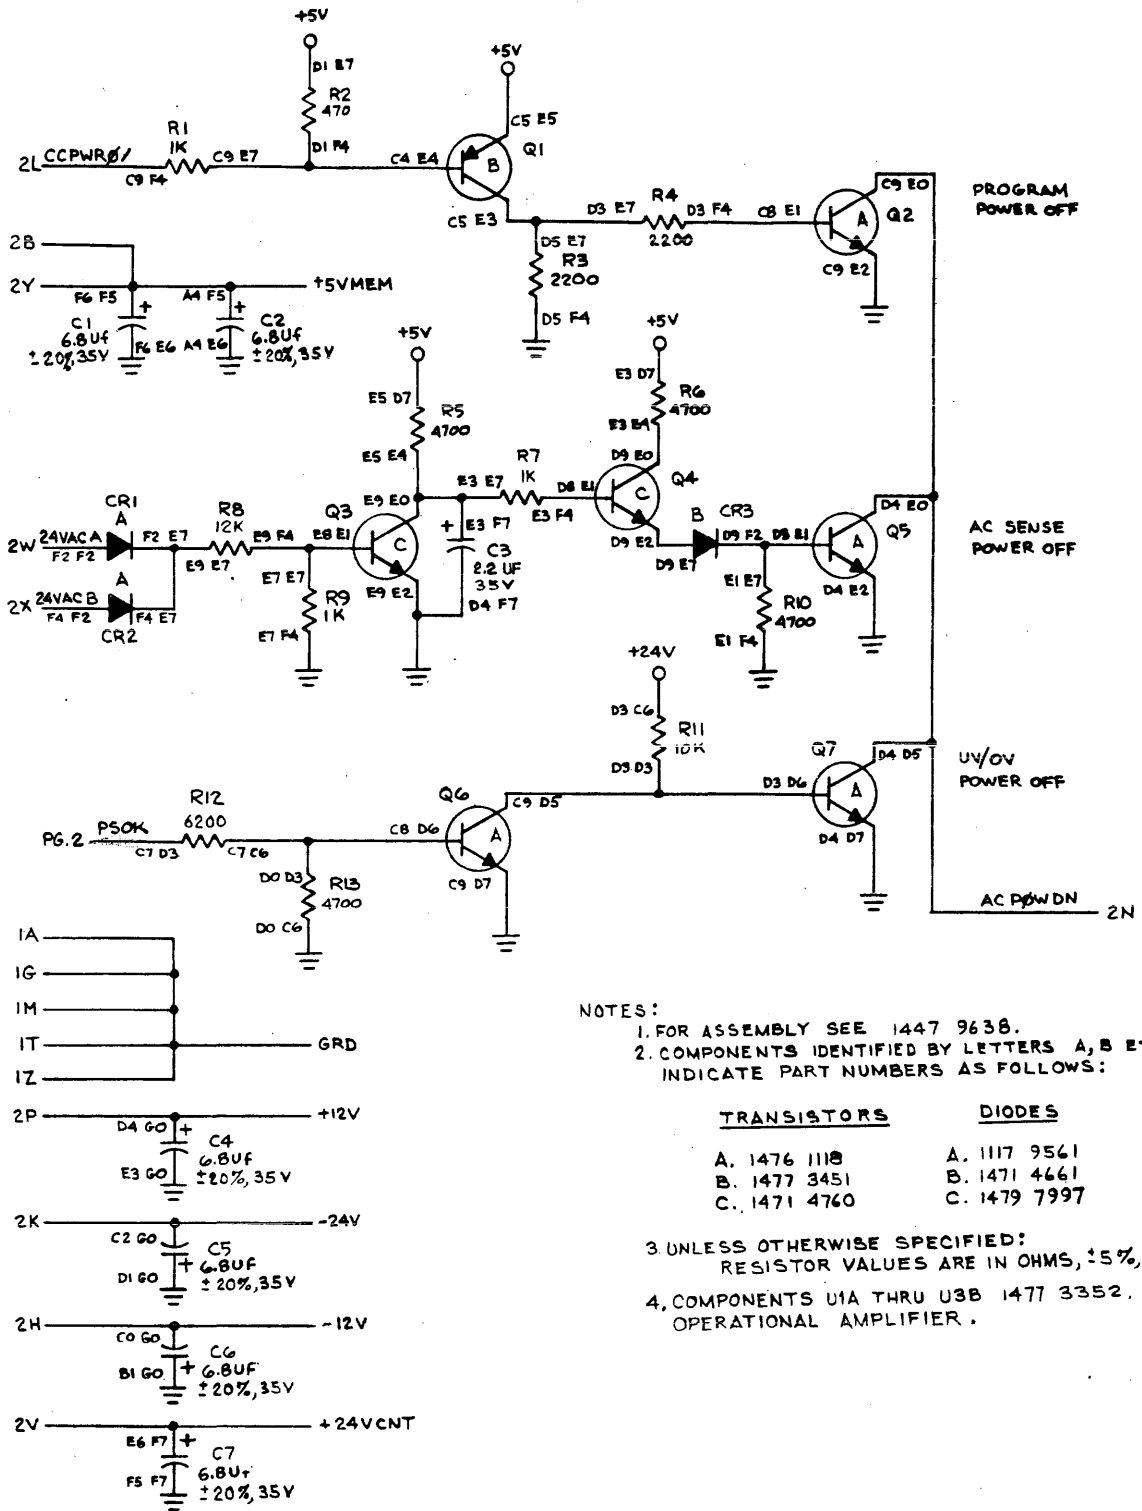 +5V
D1 E7
R2
470
D1 F4
+5V
C5 E5
Q1
B
R1
1K
2L CCPWRØ/
C9 F4
C9 E7
C4 E4
C5 E3
D3 E7
R4
2200
D3 F4
C8 E1
C9 E0
A
Q2
C9 E2
PROGRAM
POWER OFF
D5 E7
R3
2200
D5 F4
2B
2Y
F6 F5
A4 F5
+5VMEM
+
C1
6.8Uf
±20%, 35V
F6 E6
A4 E6
+
C2
6.8Uf
±20%, 35V
+5V
E5 D7
R5
4700
E5 E4
+5V
E3 D7
R6
4700
E3 E4
D9 E0
R7
1K
E3 E7
E3 F4
D8 E1
C
Q4
D9 E2
B
CR3
D9 E7
D9 F2
D8 E1
D4 E0
A
Q5
D4 E2
AC SENSE
POWER OFF
E1 E7
R10
4700
E1 F4
CR1
A
2W 24VAC A
F2 F2
F2 E7
R8
12K
E9 E7
E9 F4
E8 E1
Q3
E9 E0
C
E9 E2
+
E3 F7
C3
2.2 UF
35V
D4 F7
E7 E7
R9
1K
E7 F4
2X 24VAC B
F4 F2
A
F4 E7
CR2
+24V
D3 C6
R11
10K
D3 D3
Q7
D3 D6
A
D4 D5
D4 D7
UV/OV
POWER OFF
PG.2 PSOK
C7 D3
R12
6200
C7 C6
C8 D6
Q6
C9 D5
A
C9 D7
D0 D3
R13
4700
D0 C6
AC PØWDN
2N
1A
1G
1M
1T
GRD
1Z
2P
+12V
D4 G0
+
C4
6.8Uf
±20%, 35V
E3 G0
2K
-24V
C2 G0
C5
+ 6.8UF
±20%, 35V
D1 G0
2H
-12V
C0 G0
C6
+ 6.8UF
±20%, 35V
B1 G0
2V
+24VCNT
E6 F7
+
C7
6.8Uf
±20%, 35V
F5 F7
NOTES:
1. FOR ASSEMBLY SEE 1447 9638.
2. COMPONENTS IDENTIFIED BY LETTERS A, B
INDICATE PART NUMBERS AS FOLLOWS:
TRANSISTORS
A. 1476 1118
B. 1477 3451
C. 1471 4760
DIODES
A. 1117 9561
B. 1471 4661
C. 1479 7997
3. UNLESS OTHERWISE SPECIFIED:
RESISTOR VALUES ARE IN OHMS, ±5%,
4. COMPONENTS U1A THRU U3B 1477 3352,
OPERATIONAL AMPLIFIER.